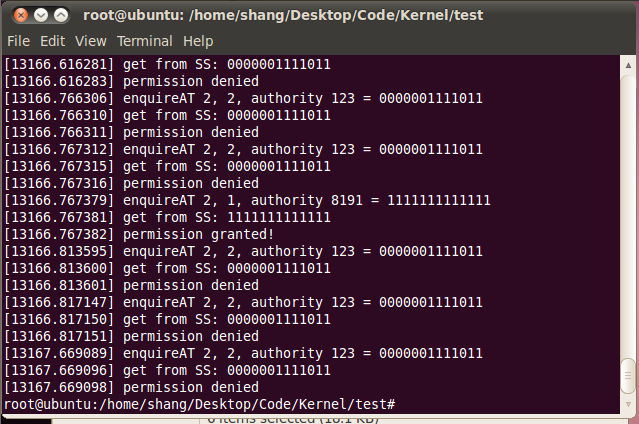 root@ubuntu: /home/shang/Desktop/Code/Kernel/test
File Edit View Terminal Help
[13166.616281] get from SS: 0000001111011
[13166.616283] permission denied
[13166.766306] enquireAT 2, 2, authority 123 = 0000001111011
[13166.766310] get from SS: 0000001111011
[13166.766311] permission denied
[13166.767312] enquireAT 2, 2, authority 123 = 0000001111011
[13166.767315] get from SS: 0000001111011
[13166.767316] permission denied
[13166.767379] enquireAT 2, 1, authority 8191 = 1111111111111
[13166.767381] get from SS: 1111111111111
[13166.767382] permission granted!
[13166.813595] enquireAT 2, 2, authority 123 = 0000001111011
[13166.813600] get from SS: 0000001111011
[13166.813601] permission denied
[13166.817147] enquireAT 2, 2, authority 123 = 0000001111011
[13166.817150] get from SS: 0000001111011
[13166.817151] permission denied
[13167.669089] enquireAT 2, 2, authority 123 = 0000001111011
[13167.669096] get from SS: 0000001111011
[13167.669098] permission denied
root@ubuntu:/home/shang/Desktop/Code/Kernel/test#
items selected (18.1 KB)